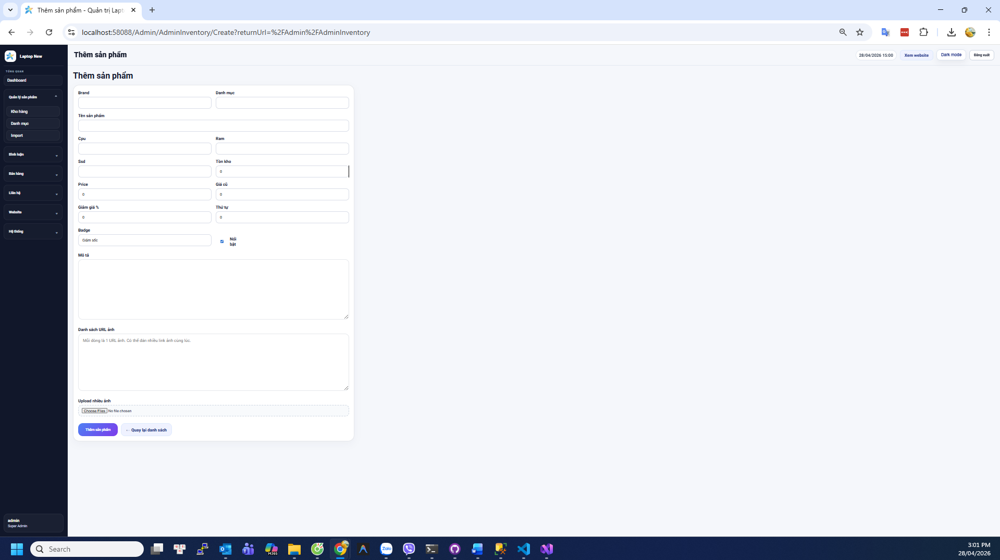 Thêm sản phẩm - Quản trị Lapt
localhost:58088/Admin/AdminInventory/Create?returnUrl=%2FAdmin%2FAdminInventory
Laptop New
Thêm sản phẩm
28/04/2026 15:00
Xem website
Dark mode
Đăng xuất
TỔNG QUAN
Dashboard
Quản lý sản phẩm
Kho hàng
Danh mục
Import
Bình luận
Bán hàng
Liên hệ
Website
Hệ thống
admin
Super Admin
Thêm sản phẩm
Brand
Danh mục
Tên sản phẩm
Cpu
Ram
Ssd
Tồn kho
0
Price
Giá cũ
0
0
Giảm giá %
Thứ tự
0
0
Badge
Giảm sốc
Nổi
bật
Mô tả
Danh sách URL ảnh
Mỗi dòng là 1 URL ảnh. Có thể dán nhiều link ảnh cùng lúc.
Upload nhiều ảnh
Choose Files No file chosen
Thêm sản phẩm
← Quay lại danh sách
Search
M365
Zalo
3:01 PM
28/04/2026